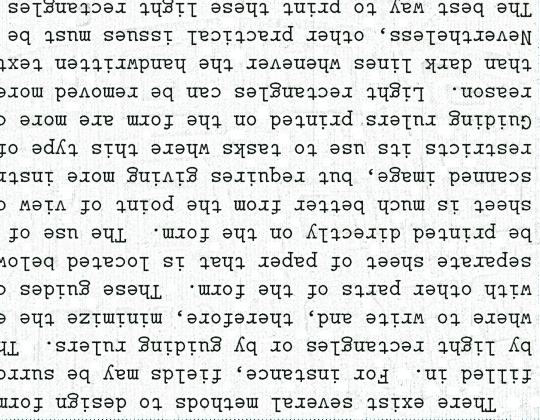 There exist several methods to design form
filled in. For instance, fields may be surro
by light rectangles or by guiding rulers. Th
where to write and, therefore, minimize the e
with other parts of the form. These guides c
separate sheet of paper that is located below
be printed directly on the form. The use of
sheet is much better from the point of view o
scanned image, but requires giving more instr
restricts its use to tasks where this type of
Guiding rulers printed on the form are more c
reason. Light rectangles can be removed more
than dark lines whenever the handwritten text
Nevertheless, other practical issues must be
The best way to print these light rectangles